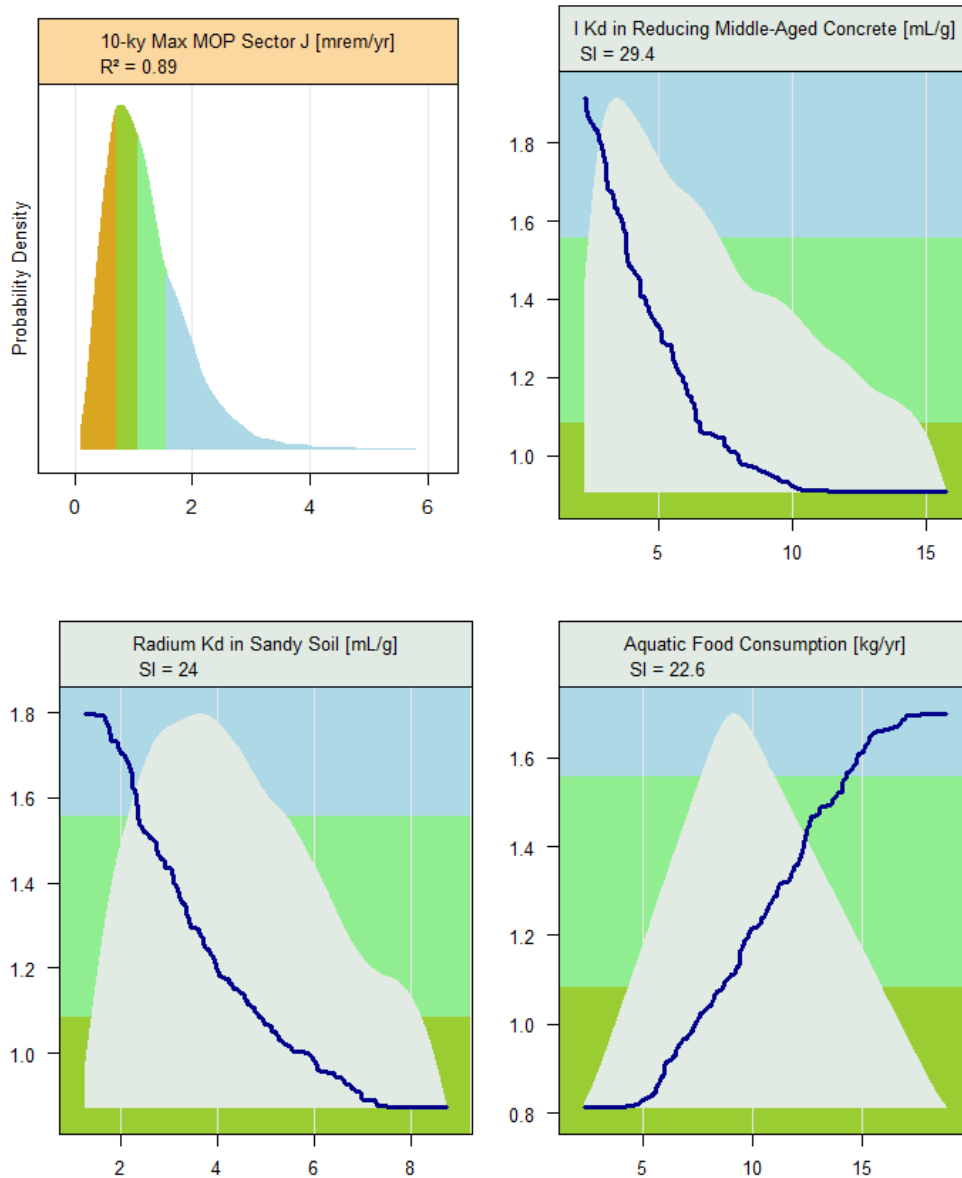 10-ky Max MOP Sector J [mrem/yr]
R² = 0.89
Probability Density
0 2 4 6
I Kd in Reducing Middle-Aged Concrete [mL/g]
SI = 29.4
1.8
1.6
1.4
1.2
1.0
5 10 15
Radium Kd in Sandy Soil [mL/g]
SI = 24
1.8
1.6
1.4
1.2
1.0
2 4 6 8
Aquatic Food Consumption [kg/yr]
SI = 22.6
1.6
1.4
1.2
1.0
0.8
5 10 15